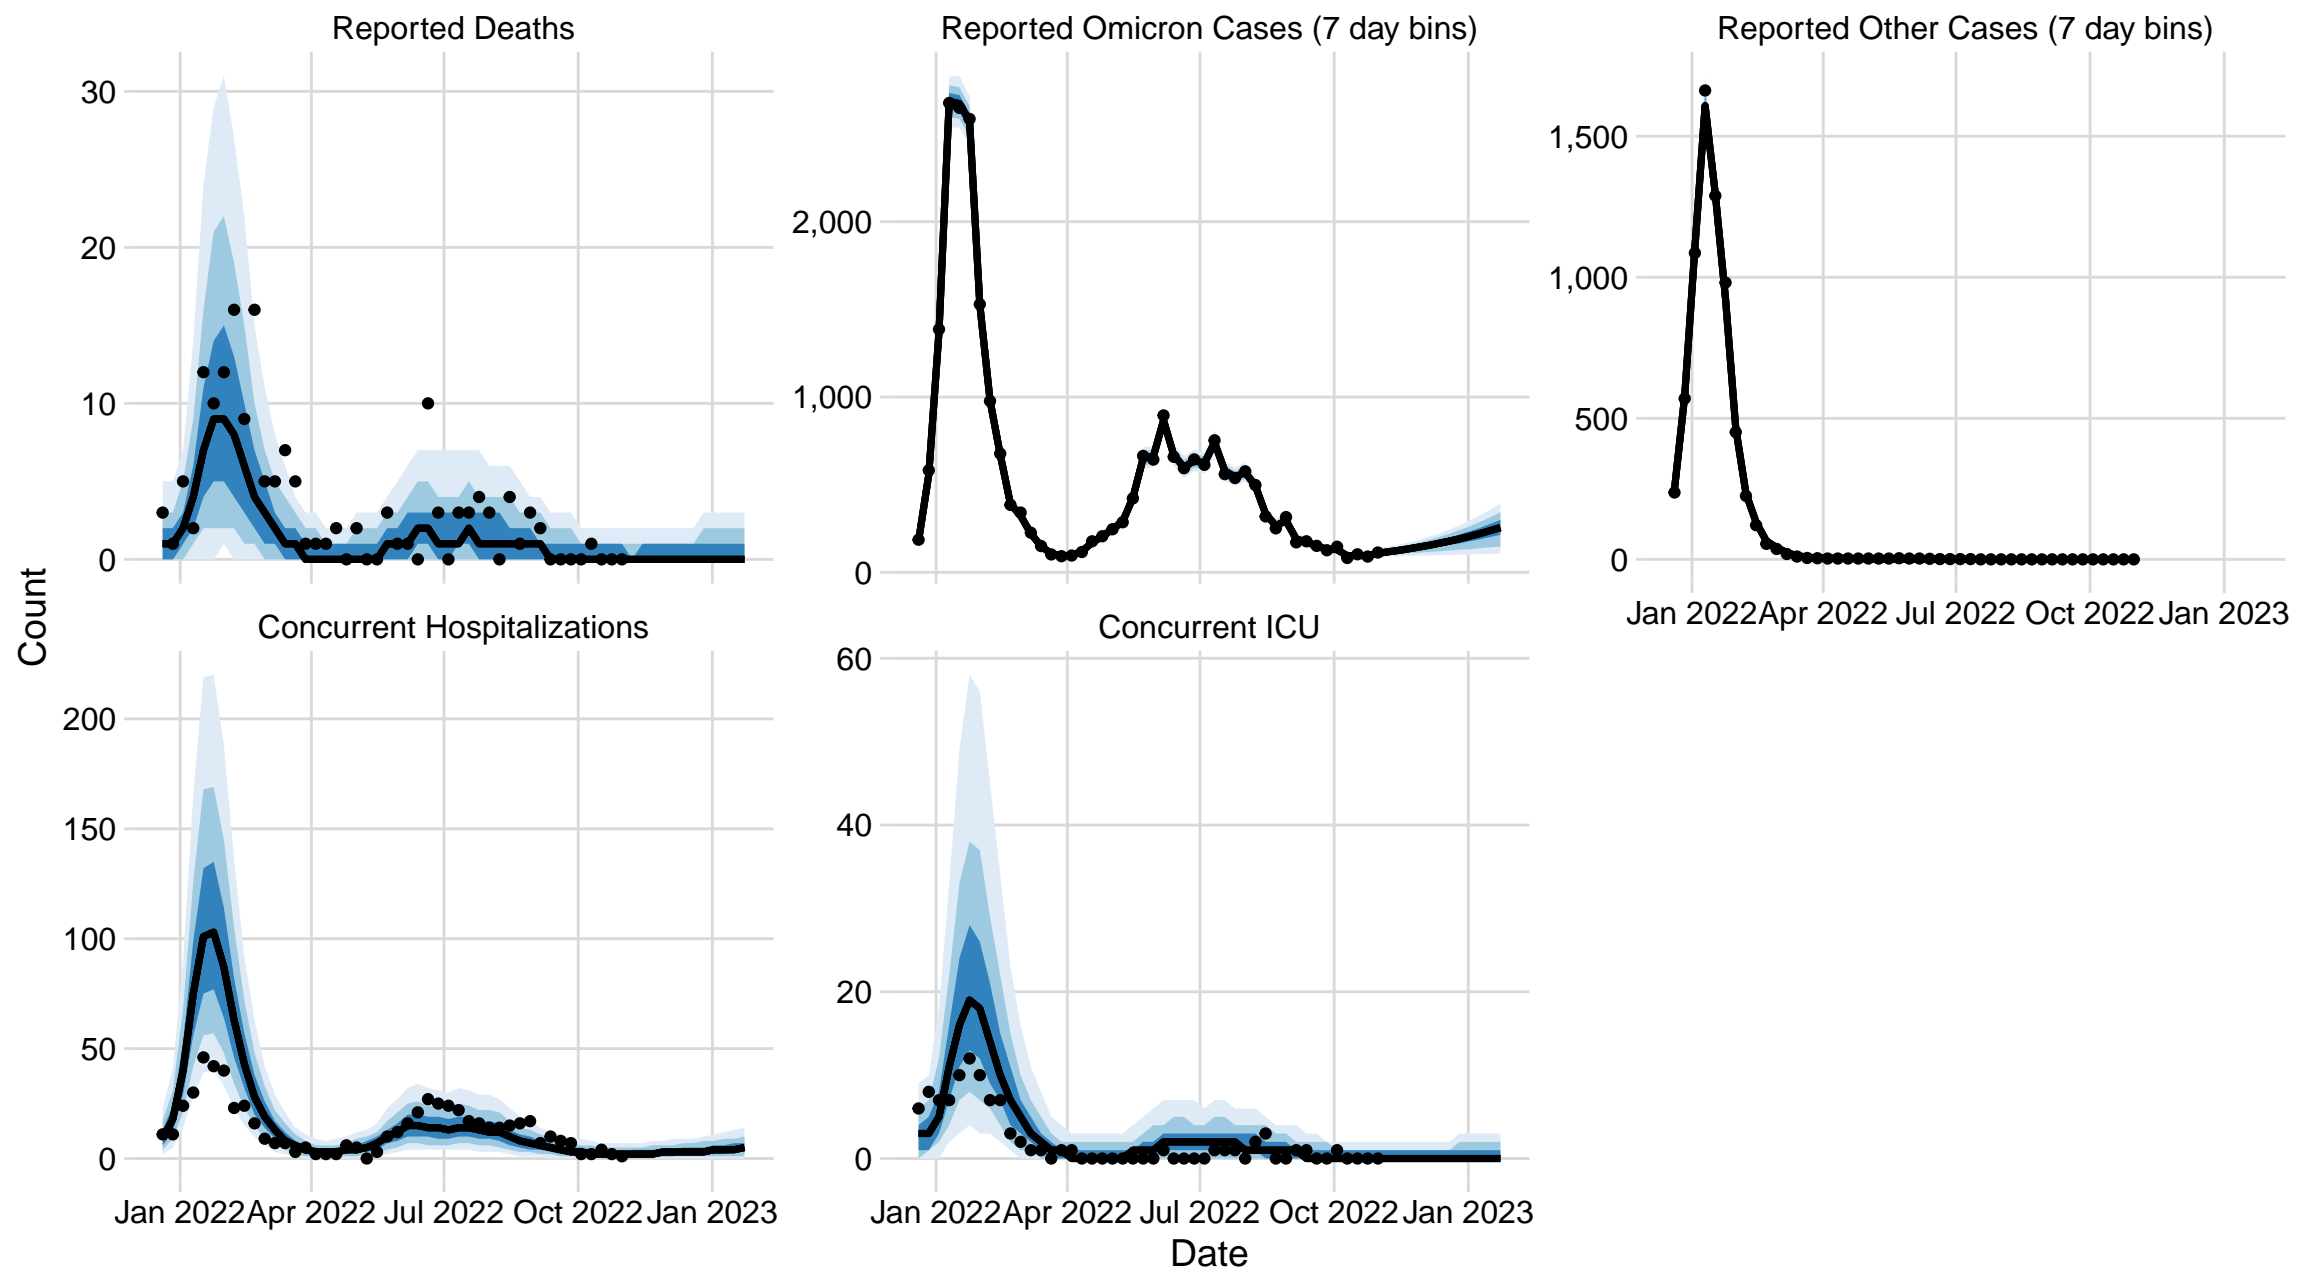 Reported Deaths
Reported Omicron Cases (7 day bins)
Reported Other Cases (7 day bins)
30
20
10
0
2,000
1,000
0
1,500
1,000
500
0
Jan 2022 Apr 2022 Jul 2022 Oct 2022 Jan 2023
Count
Concurrent Hospitalizations
Concurrent ICU
200
150
100
50
0
60
40
20
0
Jan 2022 Apr 2022 Jul 2022 Oct 2022 Jan 2023
Jan 2022 Apr 2022 Jul 2022 Oct 2022 Jan 2023
Date